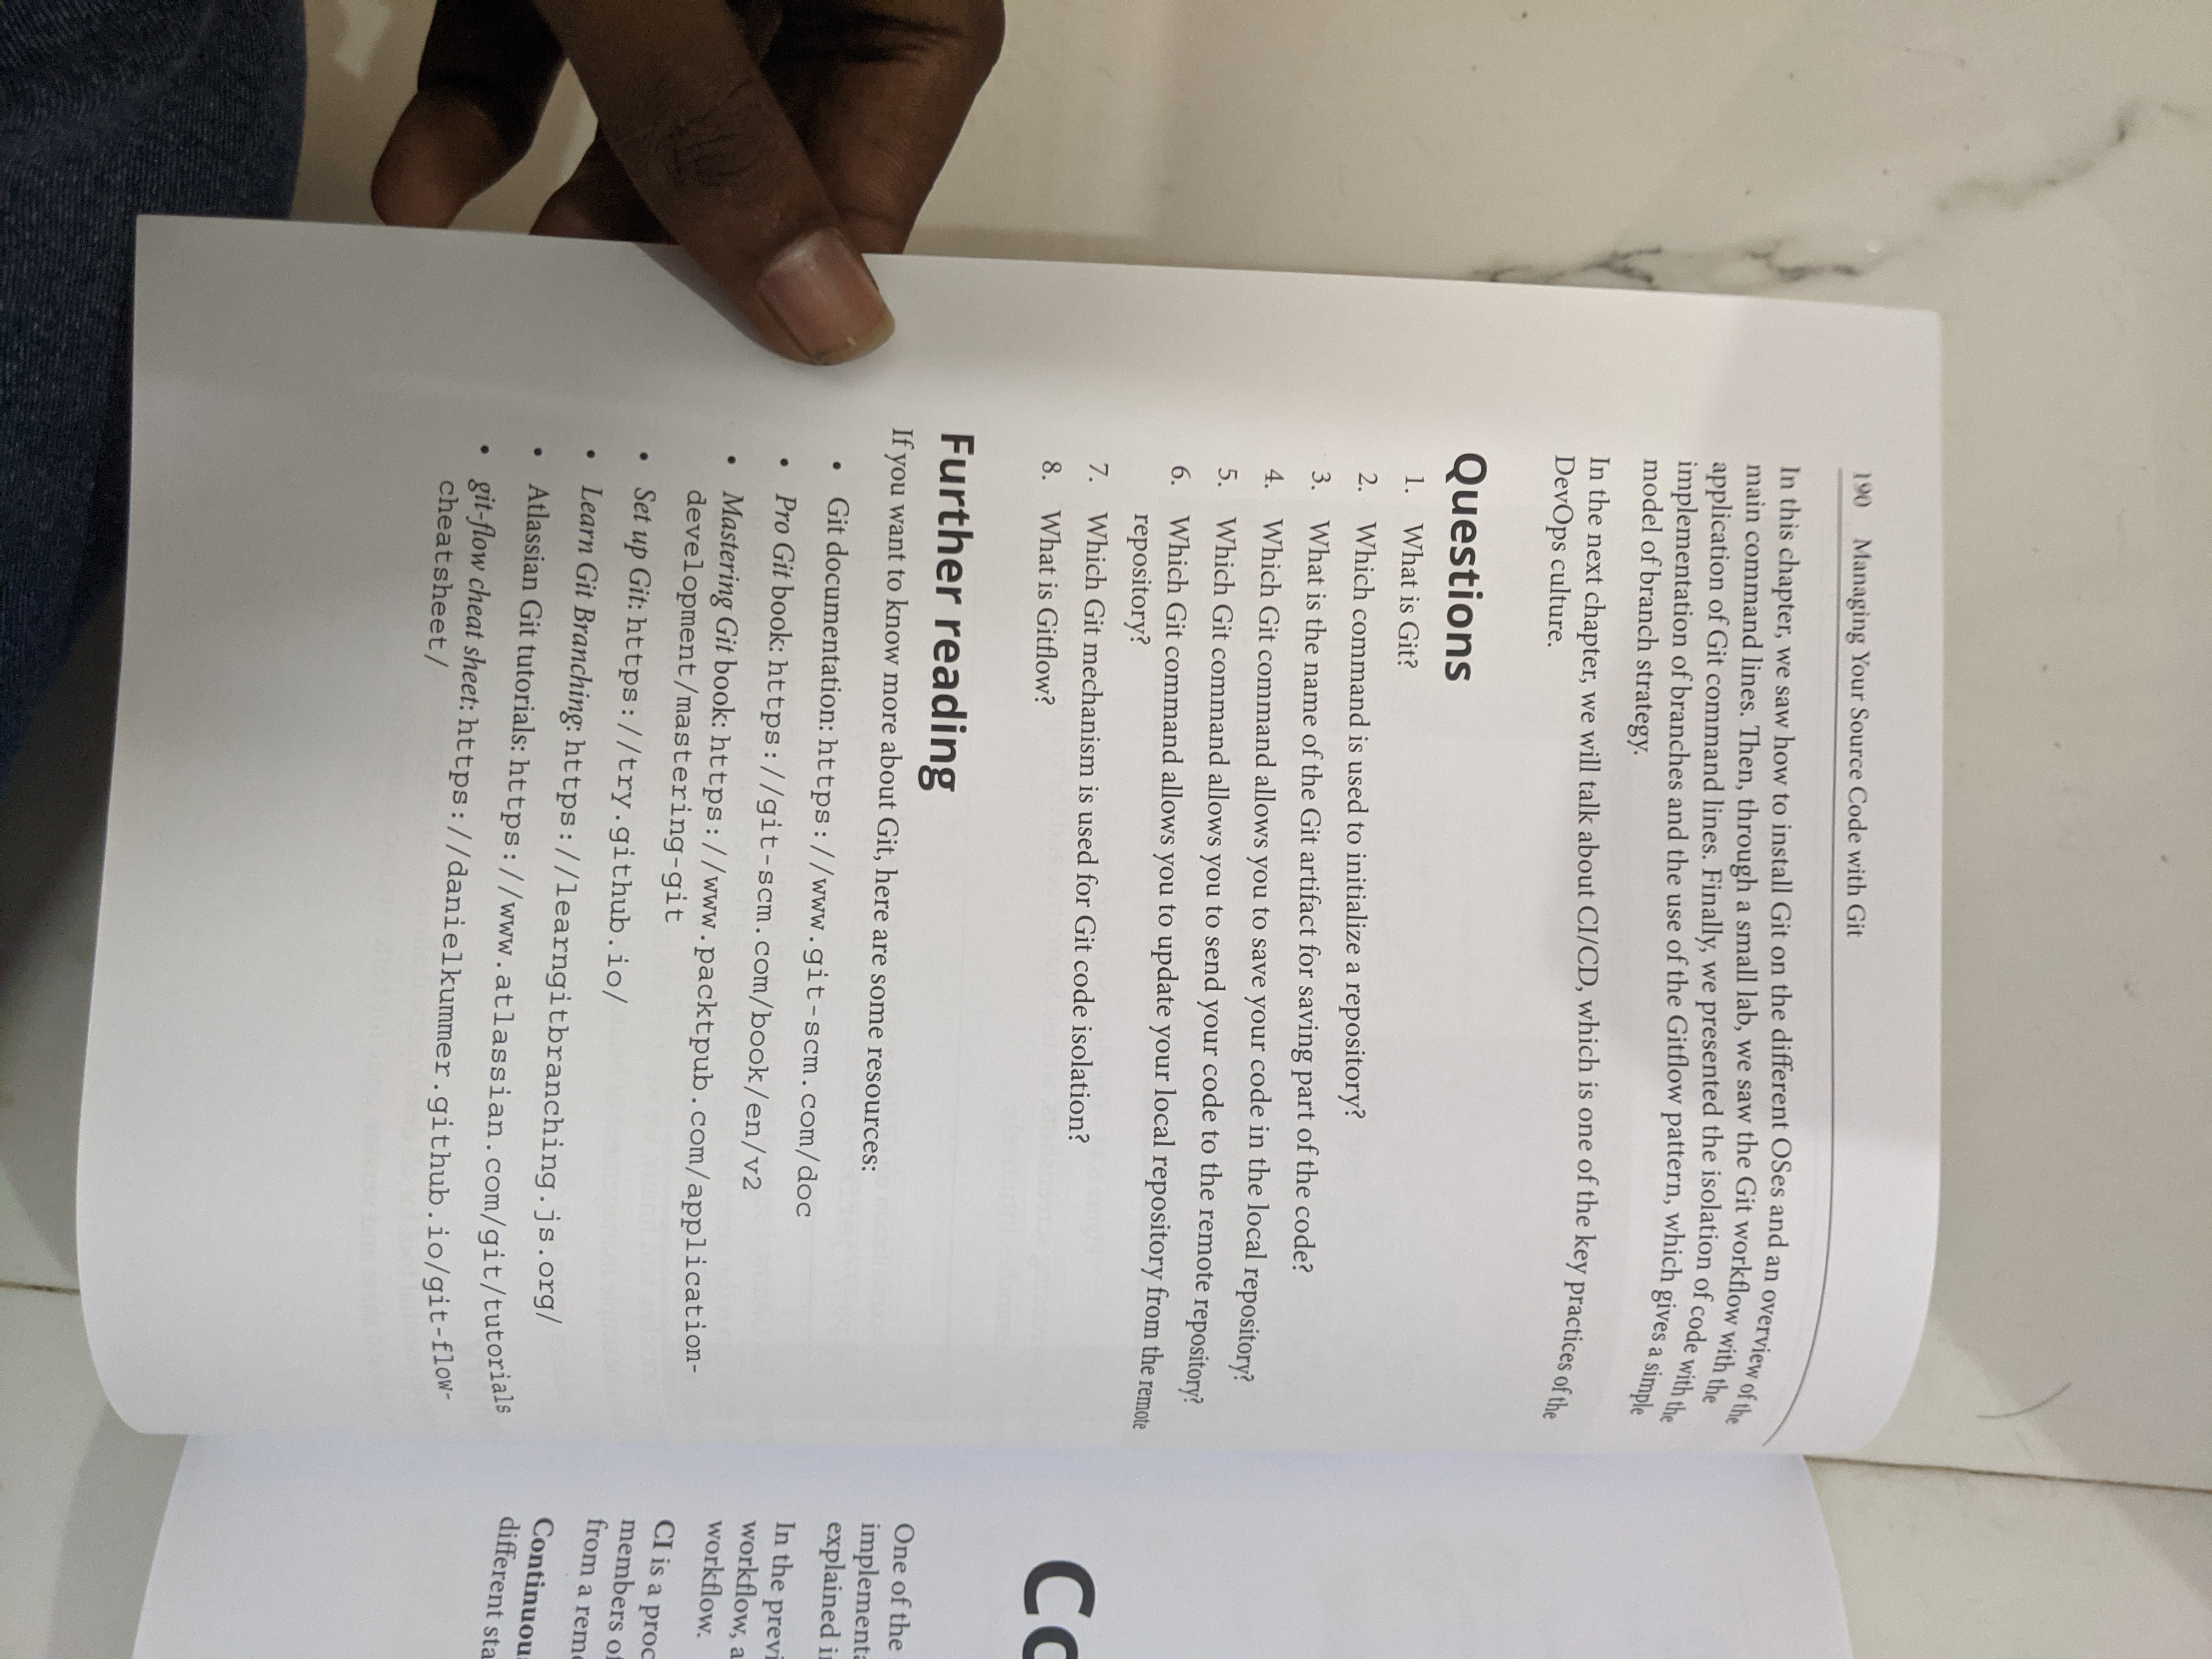 190 Managing Your Source Code with Git
In this chapter, we saw how to install Git on the different OSes and an overview of the
main command lines. Then, through a small lab, we saw the Git workflow with the
application of Git command lines. Finally, we presented the isolation of code with the
implementation of branches and the use of the Gitflow pattern, which gives a simple
model of branch strategy.
In the next chapter, we will talk about CI/CD, which is one of the key practices of the
DevOps culture.
Questions
1. What is Git?
2. Which command is used to initialize a repository?
3. What is the name of the Git artifact for saving part of the code?
4. Which Git command allows you to save your code in the local repository?
5. Which Git command allows you to send your code to the remote repository?
6. Which Git command allows you to update your local repository from the remote
repository?
7. Which Git mechanism is used for Git code isolation?
8. What is Gitflow?
Further reading
If you want to know more about Git, here are some resources:
• Git documentation: https://www.git-scm.com/doc
• Pro Git book: https://git-scm.com/book/en/v2
• Mastering Git book: https://www.packtpub.com/application-
development/mastering-git
• Set up Git: https://try.github.io/
• Learn Git Branching: https://learngitbranching.js.org/
• Atlassian Git tutorials: https://www.atlassian.com/git/tutorials
• git-flow cheat sheet: https://danielkummer.github.io/git-flow-
cheatsheet/
Co
One of the
implementa
explained in
In the previ
workflow, a
workflow.
CI is a proc
members of
from a remo
Continuous
different sta